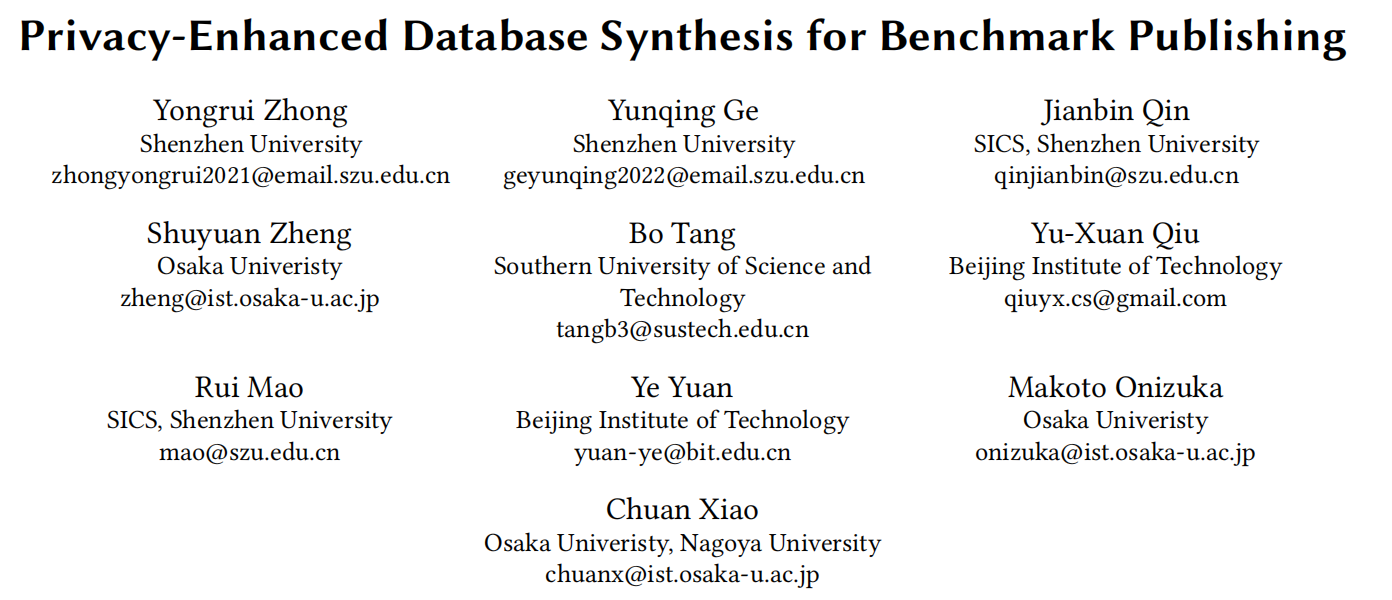 Privacy-Enhanced Database Synthesis for Benchmark Publishing
Yongrui Zhong
Shenzhen University
zhongyongrui2021@email.szu.edu.cn
Yunqing Ge
Shenzhen University
geyunqing2022@email.szu.edu.cn
Jianbin Qin
SICS, Shenzhen University
qinjianbin@szu.edu.cn
Shuyuan Zheng
Osaka Univeristy
zheng@ist.osaka-u.ac.jp
Bo Tang
Southern University of Science and
Technology
tangb3@sustech.edu.cn
Yu-Xuan Qiu
Beijing Institute of Technology
qiuyx.cs@gmail.com
Rui Mao
SICS, Shenzhen University
mao@szu.edu.cn
Ye Yuan
Beijing Institute of Technology
yuan-ye@bit.edu.cn
Makoto Onizuka
Osaka Univeristy
onizuka@ist.osaka-u.ac.jp
Chuan Xiao
Osaka Univeristy, Nagoya University
chuanx@ist.osaka-u.ac.jp